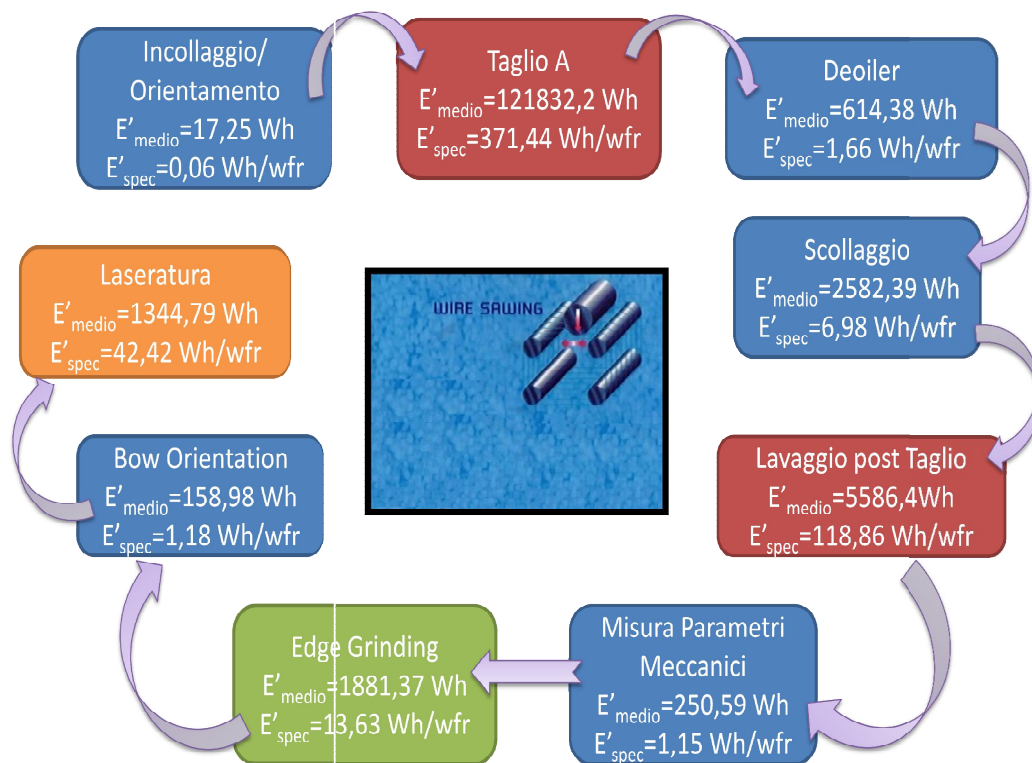 Incollaggio/
Orientamento
E'medio=17,25 Wh
E'spec=0,06 Wh/wfr
Taglio A
E'medio=121832,2 Wh
E'spec=371,44 Wh/wfr
Deoiler
E'medio=614,38 Wh
E'spec=1,66 Wh/wfr
Scollaggio
E'medio=2582,39 Wh
E'spec=6,98 Wh/wfr
Lavaggio post Taglio
E'medio=5586,4Wh
E'spec=118,86 Wh/wfr
Misura Parametri
Meccanici
E'medio=250,59 Wh
E'spec=1,15 Wh/wfr
Edge Grinding
E'medio=1881,37 Wh
E'spec=13,63 Wh/wfr
Bow Orientation
E'medio=158,98 Wh
E'spec=1,18 Wh/wfr
Laseratura
E'medio=1344,79 Wh
E'spec=42,42 Wh/wfr
WIRE SAWING